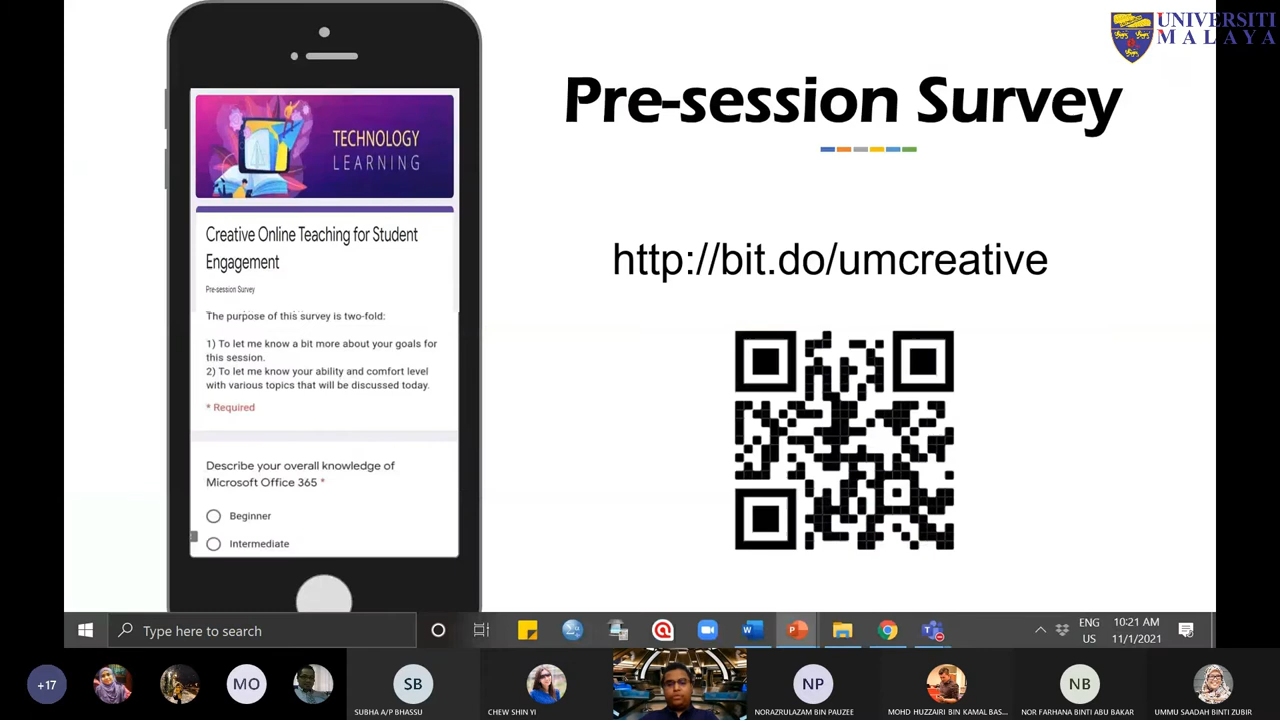 UNIVERSITI
MALAYA
Pre-session Survey
http://bit.do/umcreative
TECHNOLOGY
LEARNING
Creative Online Teaching for Student
Engagement
Pre-session Survey
The purpose of this survey is two-fold:
1) To let me know a bit more about your goals for
this session.
2) To let me know your ability and comfort level
with various topics that will be discussed today.
* Required
Describe your overall knowledge of
Microsoft Office 365 *
Beginner
Intermediate
Type here to search
ENG
US
10:21 AM
11/1/2021
+17
MO
SB
SUBHA A/P BHASSU
CHEW SHIN YI
NP
NORAZRULAZAM BIN PAUZEE
MOHD HUZZAIRI BIN KAMAL BAS...
NB
NOR FARHANA BINTI ABU BAKAR
UMMU SAADAH BINTI ZUBIR